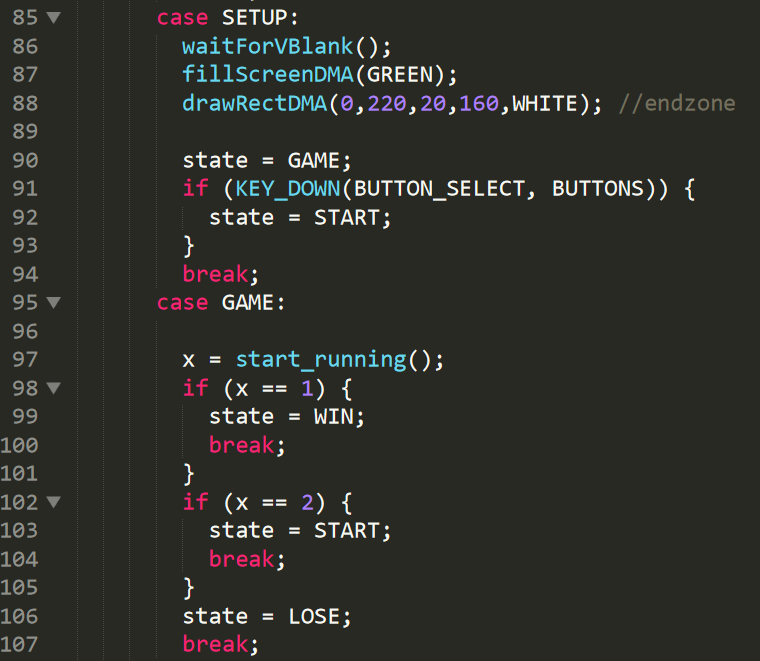 85 case SETUP:
86 waitForVBlank();
87 fillScreenDMA(GREEN);
88 drawRectDMA(0,220,20,160,WHITE); //endzone
89
90 state = GAME;
91 if (KEY_DOWN(BUTTON_SELECT, BUTTONS)) {
92 state = START;
93 }
94 break;
95 case GAME:
96
97 x = start_running();
98 if (x == 1) {
99 state = WIN;
100 break;
101 }
102 if (x == 2) {
103 state = START;
104 break;
105 }
106 state = LOSE;
107 break;